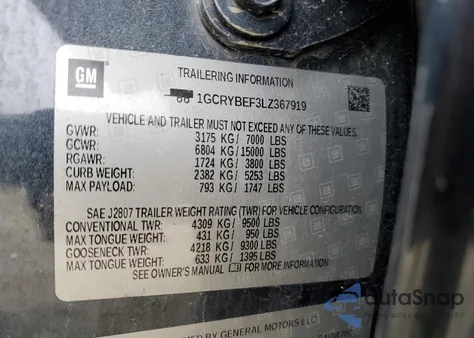 GM
TRAILERING INFORMATION
1GCRYBEF3LZ367919
VEHICLE AND TRAILER MUST NOT EXCEED ANY OF THESE VALUES
GVWR: 3175 KG / 7000 LBS
GCWR: 6804 KG / 15000 LBS
RGAWR: 1724 KG / 3800 LBS
CURB WEIGHT: 2382 KG / 5253 LBS
MAX PAYLOAD: 793 KG / 1747 LBS
SAE J2807 TRAILER WEIGHT RATING (TWR) FOR VEHICLE CONFIGURATION.
CONVENTIONAL TWR: 4309 KG / 9500 LBS
MAX TONGUE WEIGHT: 431 KG / 950 LBS
GOOSENECK TWR: 4218 KG / 9300 LBS
MAX TONGUE WEIGHT: 633 KG / 1395 LBS
SEE OWNER'S MANUAL FOR MORE INFORMATION.
AutoSnap
BY GENERAL MOTORS LLC